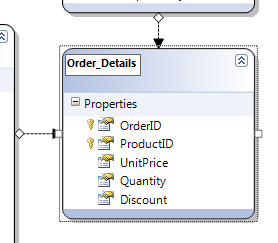 Order_Details
Properties
OrderID
ProductID
UnitPrice
Quantity
Discount